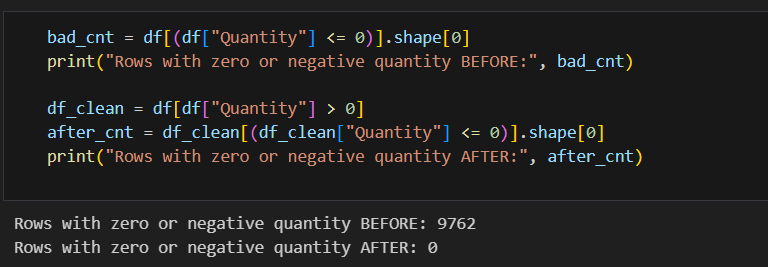 bad_cnt = df[(df["Quantity"] <= 0)].shape[0]
print("Rows with zero or negative quantity BEFORE:", bad_cnt)
df_clean = df[df["Quantity"] > 0]
after_cnt = df_clean[(df_clean["Quantity"] <= 0)].shape[0]
print("Rows with zero or negative quantity AFTER:", after_cnt)
Rows with zero or negative quantity BEFORE: 9762
Rows with zero or negative quantity AFTER: 0